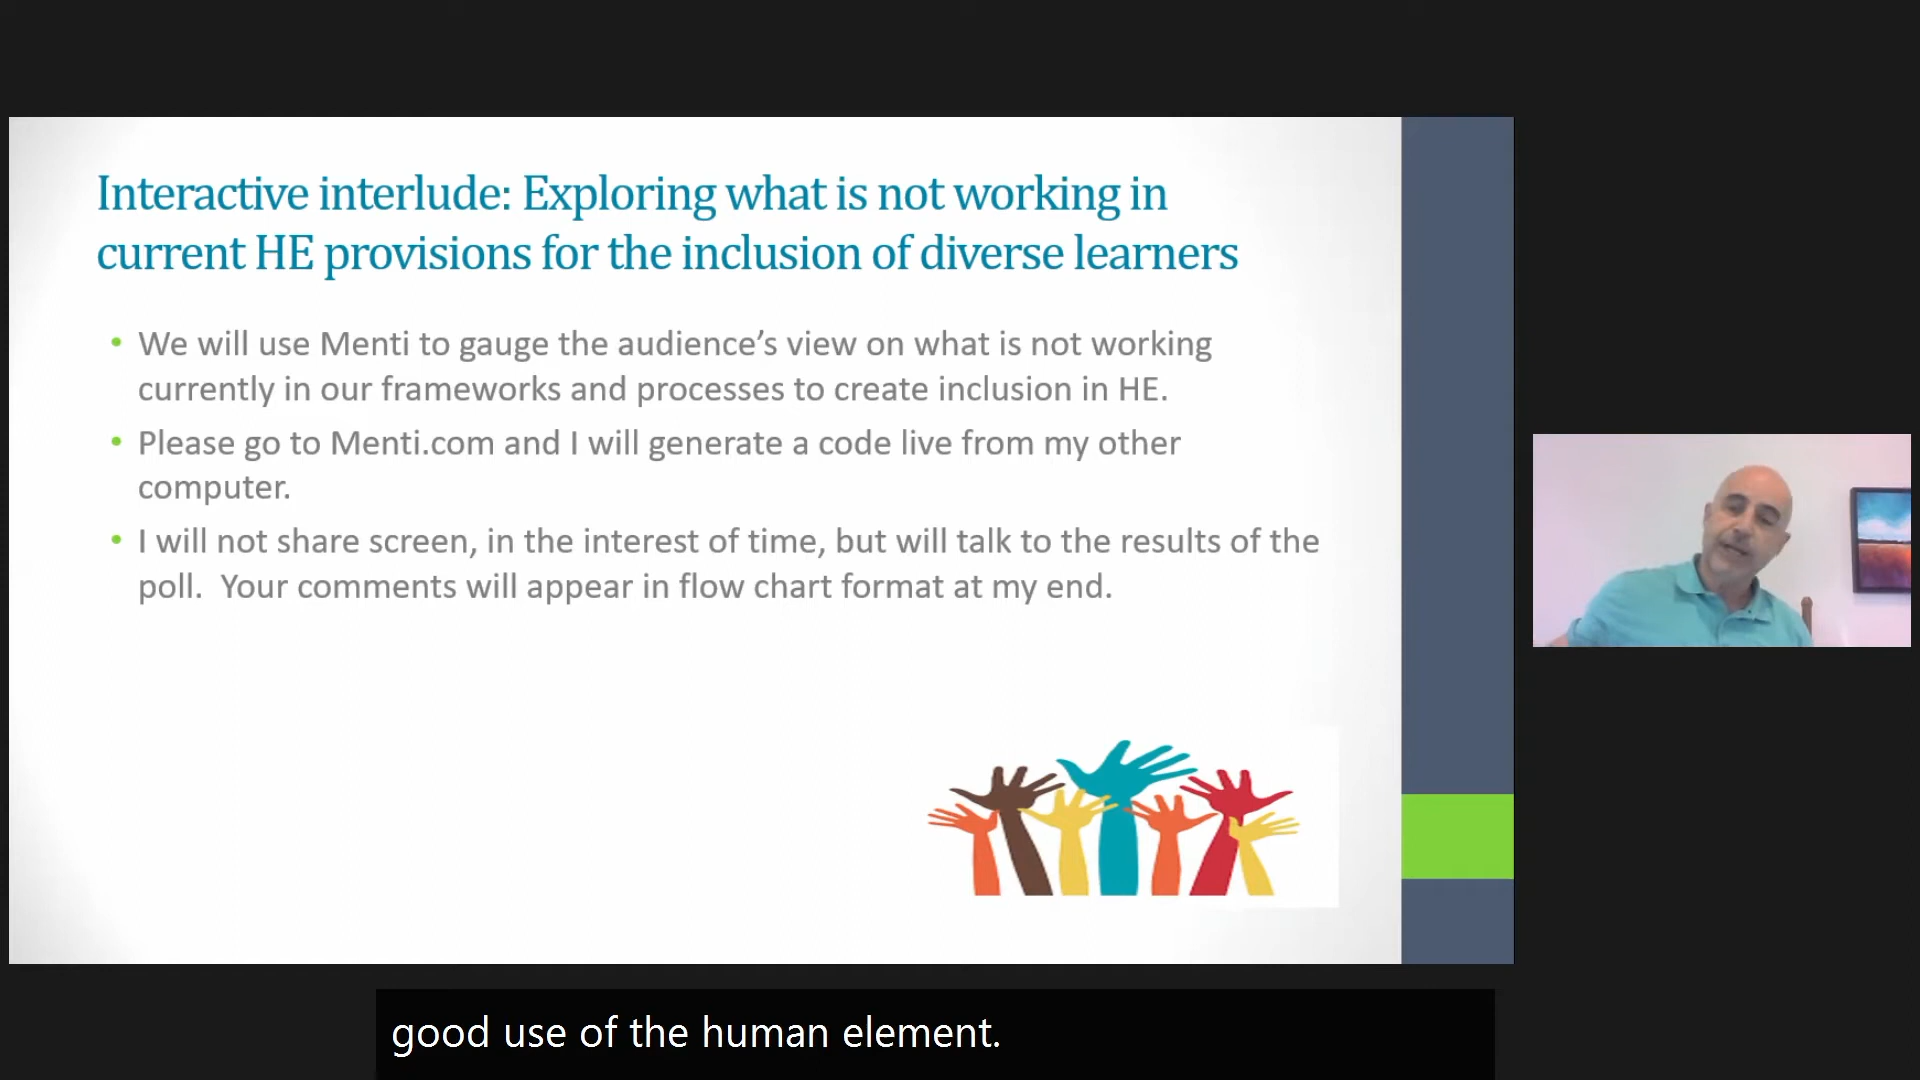 Interactive interlude: Exploring what is not working in
current HE provisions for the inclusion of diverse learners
• We will use Menti to gauge the audience’s view on what is not working
currently in our frameworks and processes to create inclusion in HE.
• Please go to Menti.com and I will generate a code live from my other
computer.
• I will not share screen, in the interest of time, but will talk to the results of the
poll.  Your comments will appear in flow chart format at my end.
good use of the human element.